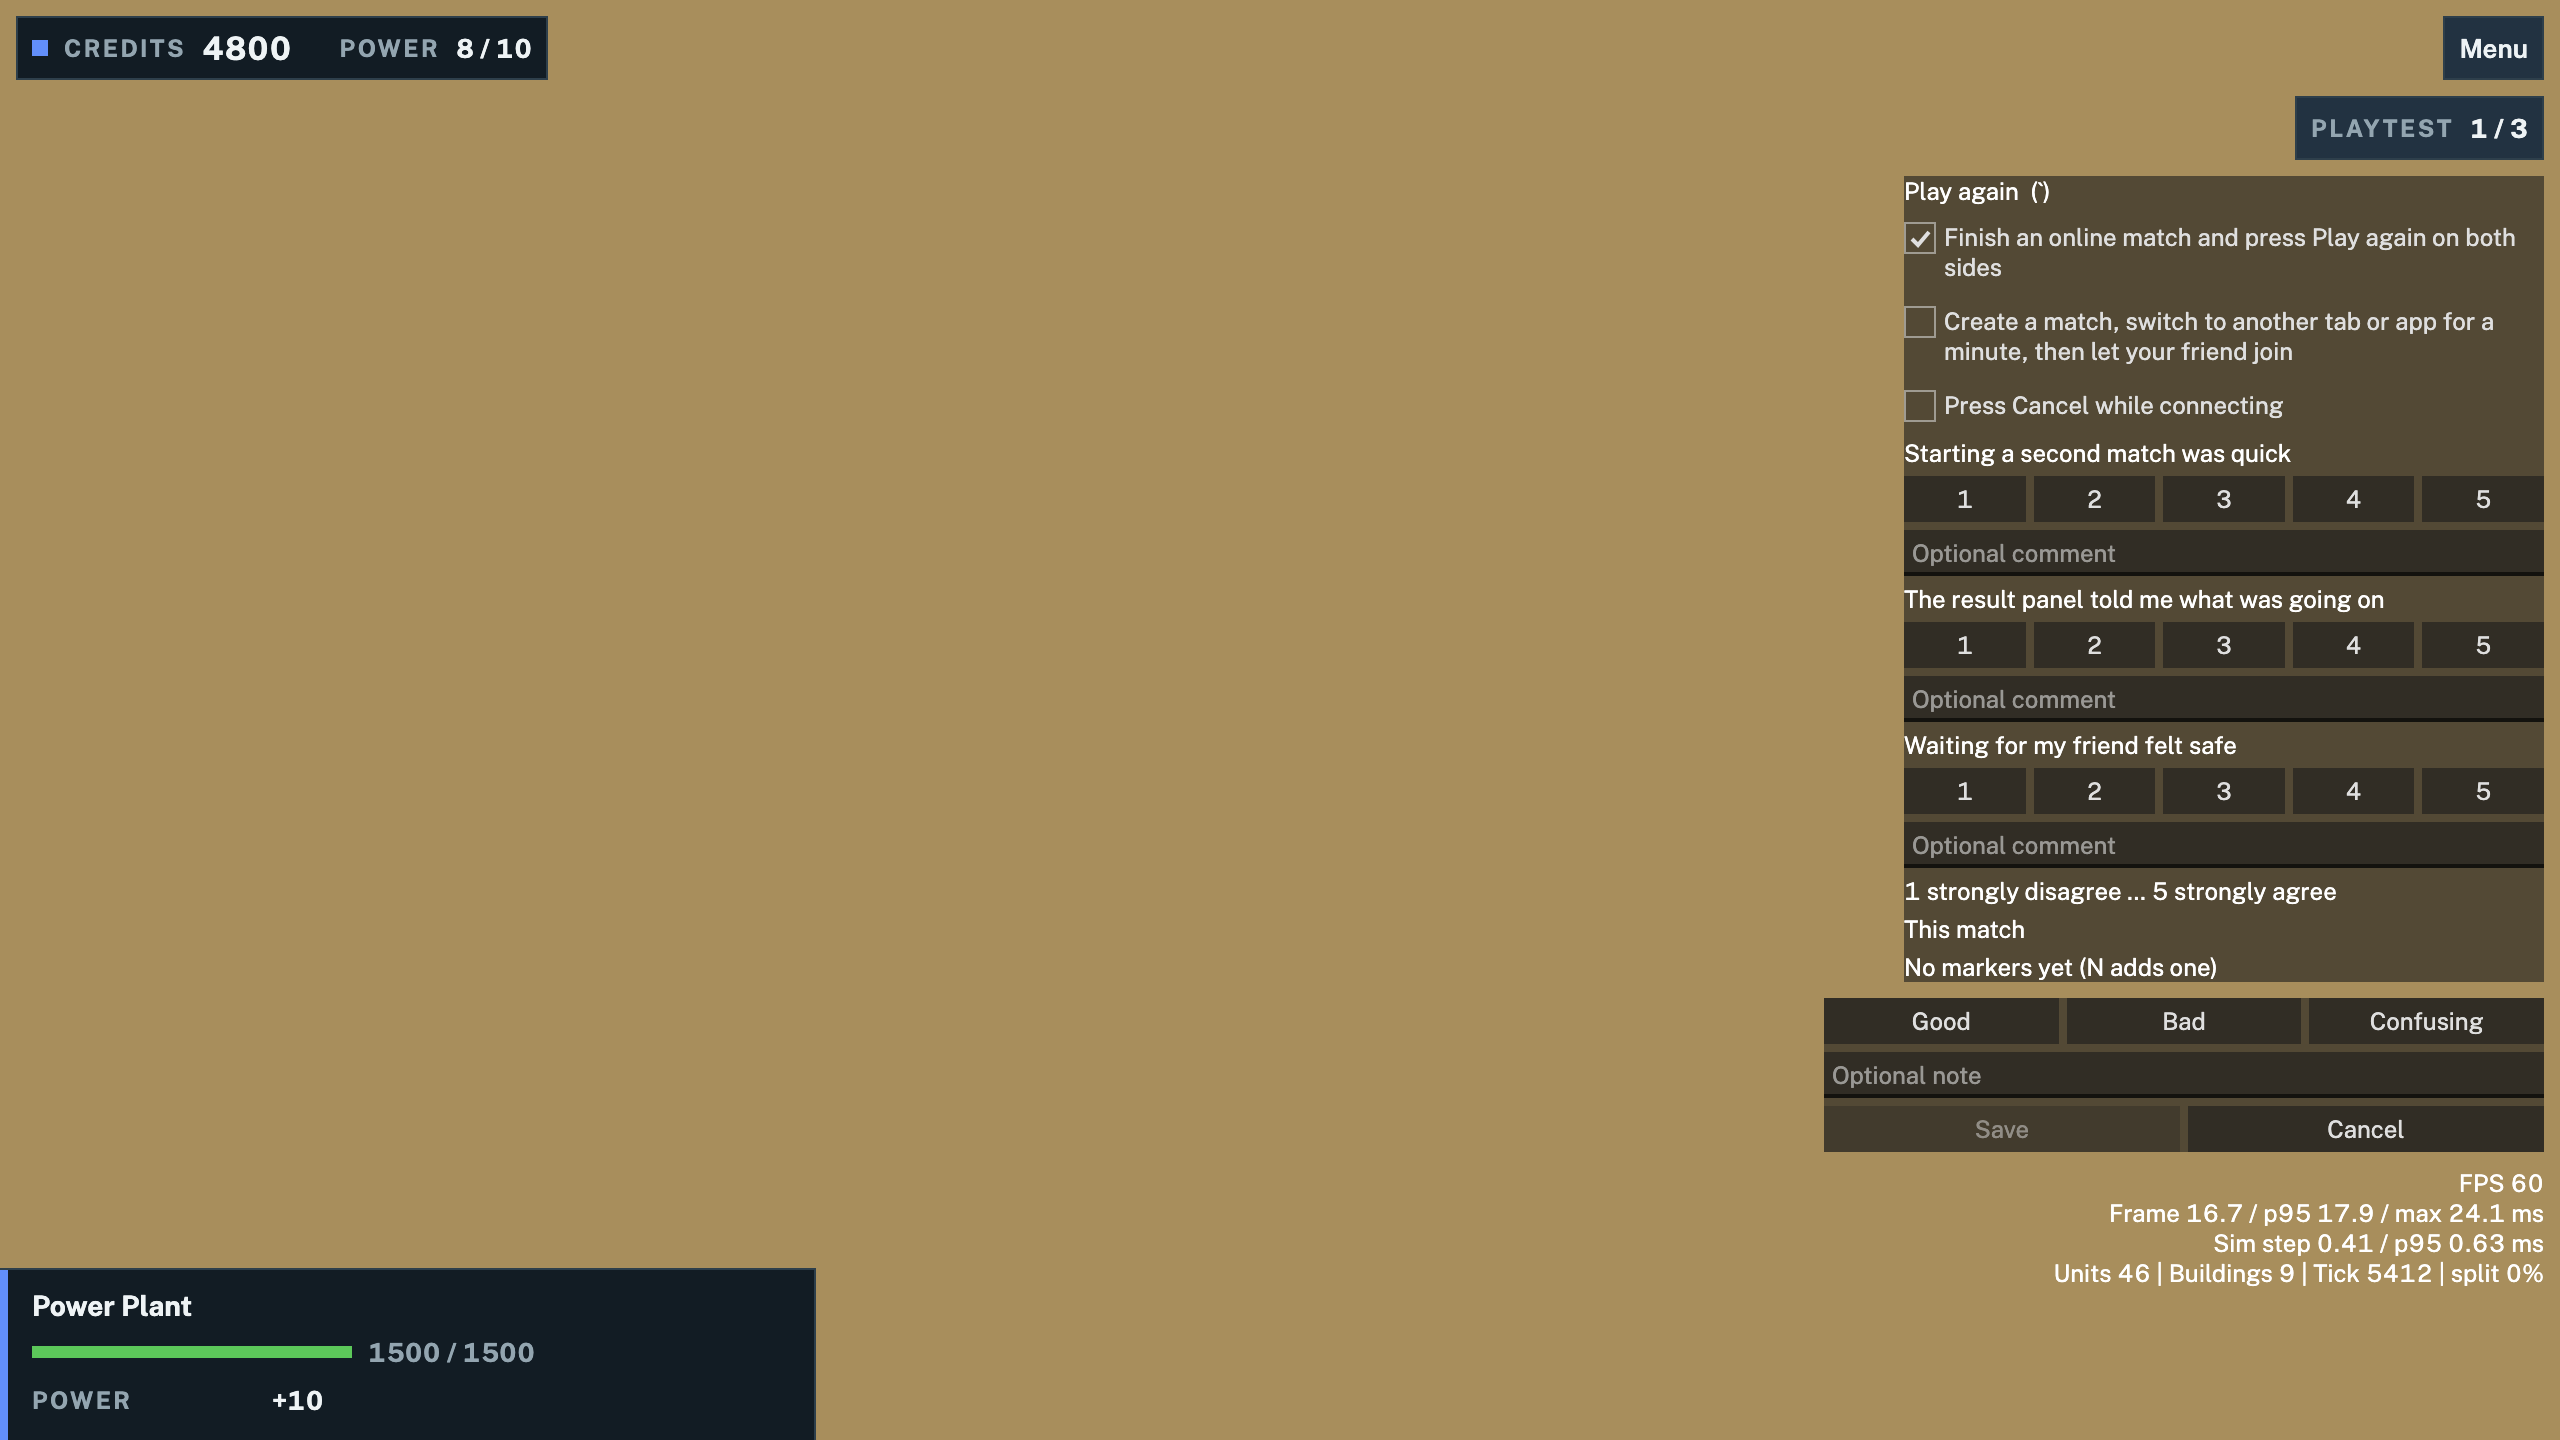 CREDITS 4800 POWER 8 / 10
Menu
PLAYTEST 1 / 3
Play again (`)
Finish an online match and press Play again on both
sides
Create a match, switch to another tab or app for a
minute, then let your friend join
Press Cancel while connecting
Starting a second match was quick
1 2 3 4 5
Optional comment
The result panel told me what was going on
1 2 3 4 5
Optional comment
Waiting for my friend felt safe
1 2 3 4 5
Optional comment
1 strongly disagree ... 5 strongly agree
This match
No markers yet (N adds one)
Good Bad Confusing
Optional note
Save Cancel
FPS 60
Frame 16.7 / p95 17.9 / max 24.1 ms
Sim step 0.41 / p95 0.63 ms
Units 46 | Buildings 9 | Tick 5412 | split 0%
Power Plant
1500 / 1500
POWER +10